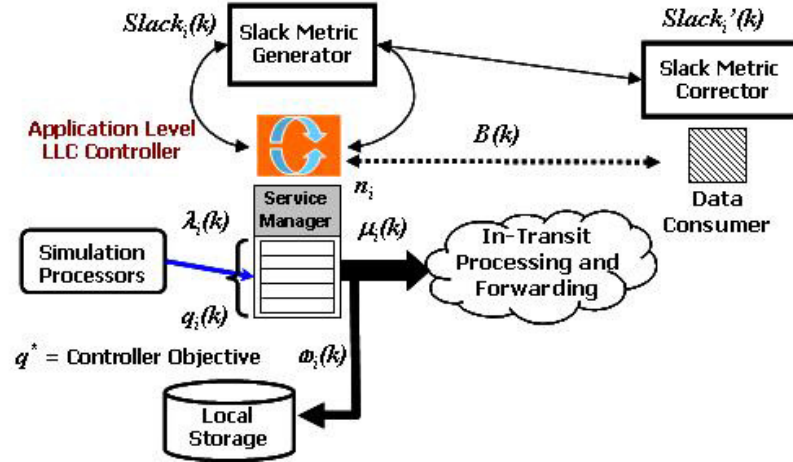 Slack_i(k)
Slack Metric
Generator
Slack_i'(k)
Slack Metric
Corrector
Application Level
LLC Controller
B(k)
n_i
Data
Consumer
Service
Manager
λ_i(k)
μ_i(k)
Simulation
Processors
In-Transit
Processing and
Forwarding
q_i(k)
q* = Controller Objective
ω_i(k)
Local
Storage